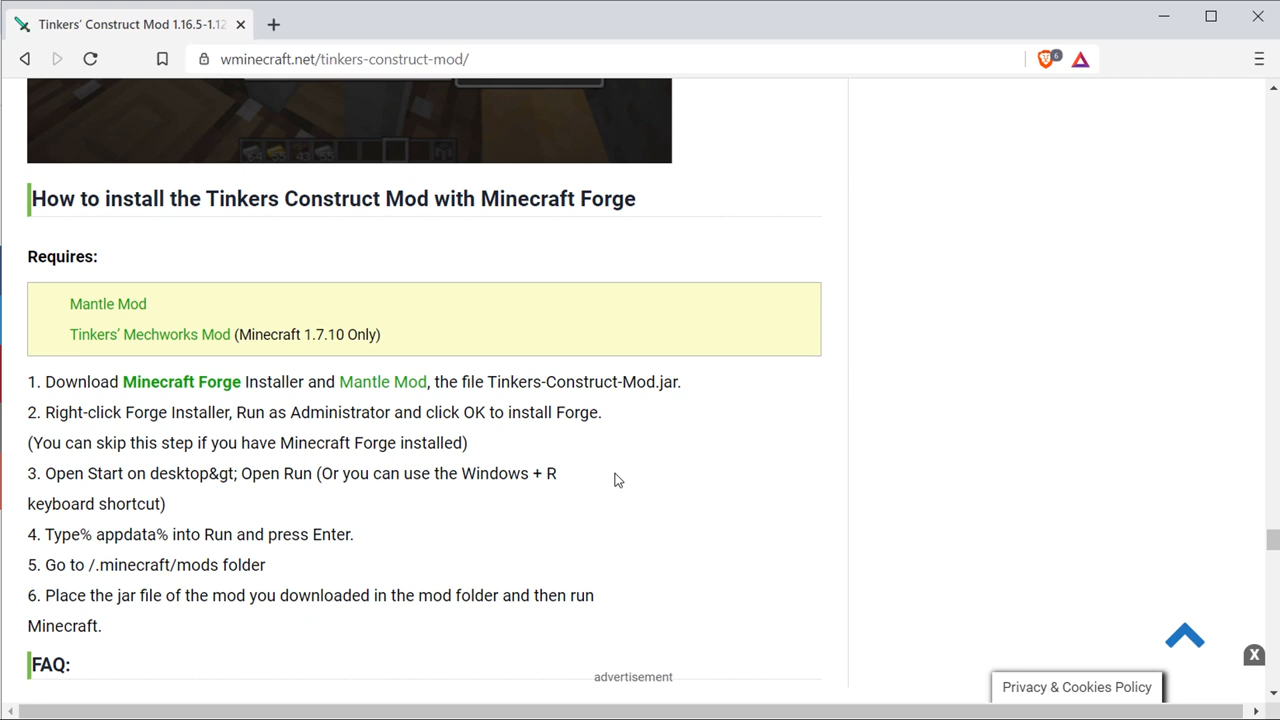 Tinkers' Construct Mod 1.16.5-1.12
wminecraft.net/tinkers-construct-mod/
6
How to install the Tinkers Construct Mod with Minecraft Forge
Requires:
Mantle Mod
Tinkers' Mechworks Mod (Minecraft 1.7.10 Only)
1. Download Minecraft Forge Installer and Mantle Mod, the file Tinkers-Construct-Mod.jar.
2. Right-click Forge Installer, Run as Administrator and click OK to install Forge.
(You can skip this step if you have Minecraft Forge installed)
3. Open Start on desktop&gt; Open Run (Or you can use the Windows + R
keyboard shortcut)
4. Type% appdata% into Run and press Enter.
5. Go to /.minecraft/mods folder
6. Place the jar file of the mod you downloaded in the mod folder and then run
Minecraft.
FAQ:
advertisement
X
Privacy & Cookies Policy